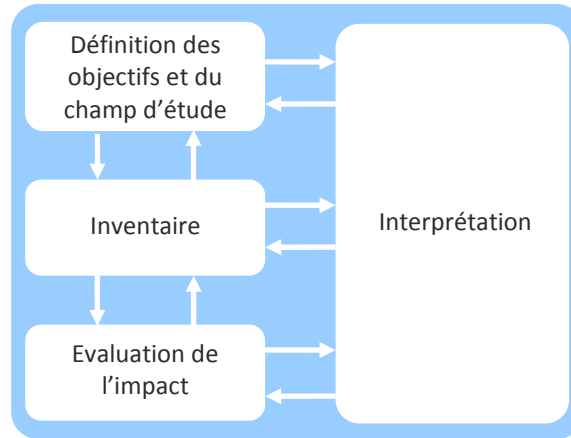 Définition des
objectifs et du
champ d’étude
Inventaire
Interprétation
Evaluation de
l’impact